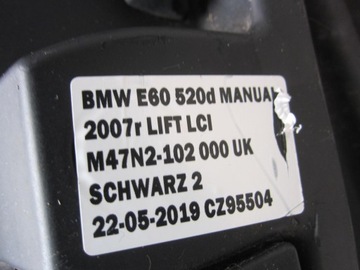 BMW E60 520d MANUAL
2007r LIFT LCI
M47N2-102 000 UK
SCHWARZ 2
22-05-2019 CZ95504